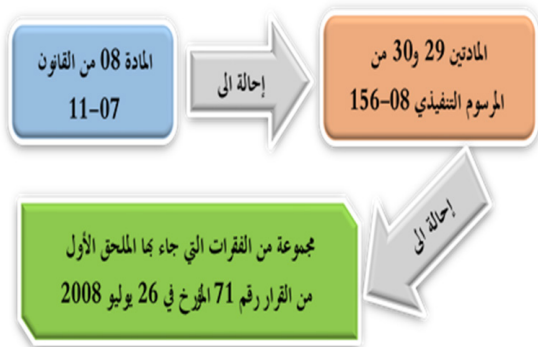 المادة 08 من القانون
07-11
إحالة الى
المادتين 29 و30 من
المرسوم التنفيذي 08-156
إحالة الى
مجموعة من الفقرات التي جاء بها الملحق الأول
من القرار رقم 71 المؤرخ في 26 يوليو 2008